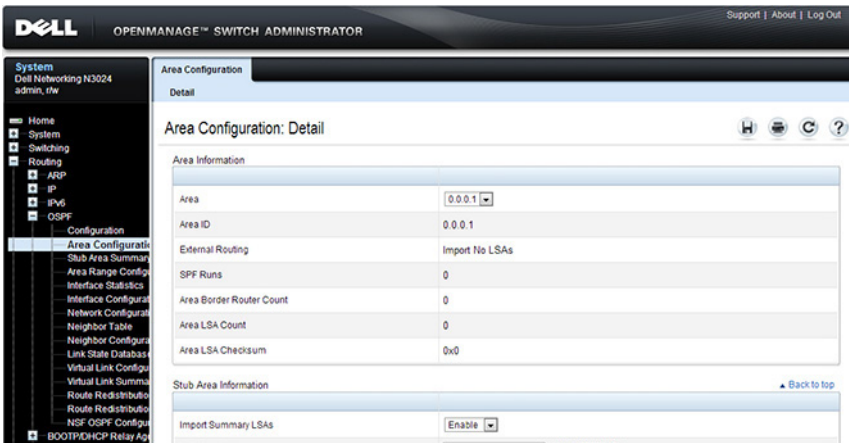 Support | About | Log Out
DELL
OPENMANAGE™ SWITCH ADMINISTRATOR
System
Dell Networking N3024
admin, r/w
Home
System
Switching
Routing
ARP
IP
IPv6
OSPF
Configuration
Area Configuratio
Stub Area Summary
Area Range Configu
Interface Statistics
Interface Configurat
Network Configurati
Neighbor Table
Neighbor Configura
Link State Database
Virtual Link Configu
Virtual Link Summa
Route Redistributio
Route Redistributio
NSF OSPF Configur
BOOTP/DHCP Relay Age
Area Configuration
Detail
Area Configuration: Detail
Area Information
Area 0.0.0.1
Area ID 0.0.0.1
External Routing Import No LSAs
SPF Runs 0
Area Border Router Count 0
Area LSA Count 0
Area LSA Checksum 0x0
Stub Area Information
Back to top
Import Summary LSAs Enable